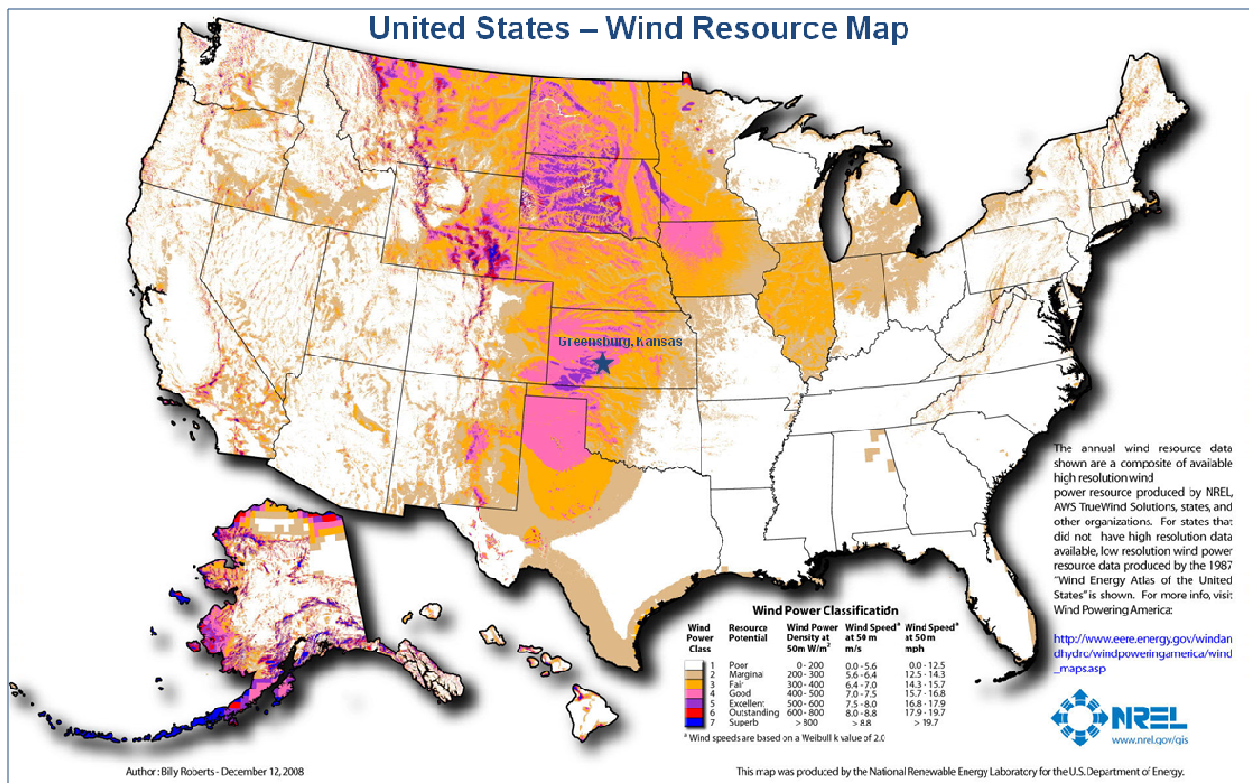 United States – Wind Resource Map
Greensburg, Kansas
The annual wind resource data
shown are a composite of available
high resolution wind
power resource produced by NREL,
AWS TrueWind Solutions, states, and
other organizations. For states that
did not have high resolution data
available, low resolution wind power
resource data produced by the 1987
"Wind Energy Atlas of the United
States" is shown. For more info, visit
Wind Powering America:
http://www.eere.energy.gov/windan
dhydro/windpoweringamerica/wind
_maps.asp
Wind Power Classification
Wind Power Class Resource Potential Wind Power Density at 50m W/m² Wind Speedª at 50 m m/s Wind Speedª at 50m mph
1 Poor 0 - 200 0.0 - 5.6 0.0 - 12.5
2 Marginal 200 - 300 5.6 - 6.4 12.5 - 14.3
3 Fair 300 - 400 6.4 - 7.0 14.3 - 15.7
4 Good 400 - 500 7.0 - 7.5 15.7 - 16.8
5 Excellent 500 - 600 7.5 - 8.0 16.8 - 17.9
6 Outstanding 600 - 800 8.0 - 8.8 17.9 - 19.7
7 Superb > 800 > 8.8 > 19.7
ª Wind speeds are based on a Weibull k value of 2.0
NREL
www.nrel.gov/gis
Author: Billy Roberts - December 12, 2008
This map was produced by the National Renewable Energy Laboratory for the U.S. Department of Energy.